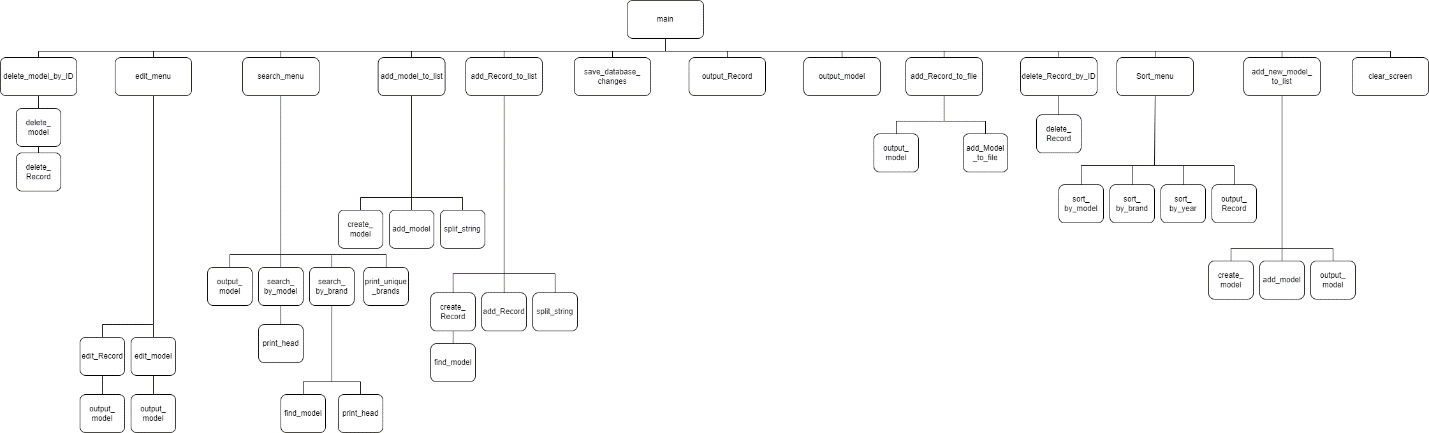 main
delete_model_by_ID
edit_menu
search_menu
add_model_to_list
add_Record_to_list
save_database_
changes
output_Record
output_model
add_Record_to_file
delete_Record_by_ID
Sort_menu
add_new_model_
to_list
clear_screen
delete_
model
delete_
Record
output_
model
add_Model
_to_file
delete_
Record
sort_
by_model
sort_
by_brand
sort_
by_year
output_
Record
create_
model
add_model
split_string
output_
model
search_
by_model
search_
by_brand
print_unique
_brands
create_
model
add_model
output_
model
create_
Record
add_Record
split_string
print_head
find_model
edit_Record
edit_model
output_
model
output_
model
find_model
print_head